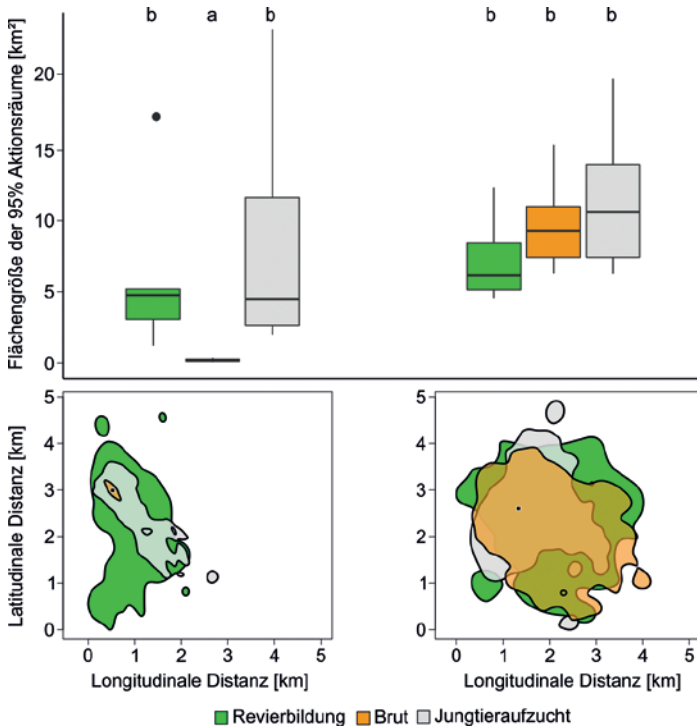 b a b b b b
Flächengröße der 95% Aktionsräume [km²]
20
15
10
5
0
Latitudinale Distanz [km]
5
4
3
2
1
0
0 1 2 3 4 5
Longitudinale Distanz [km]
5
4
3
2
1
0
0 1 2 3 4 5
Longitudinale Distanz [km]
Revierbildung Brut Jungtieraufzucht